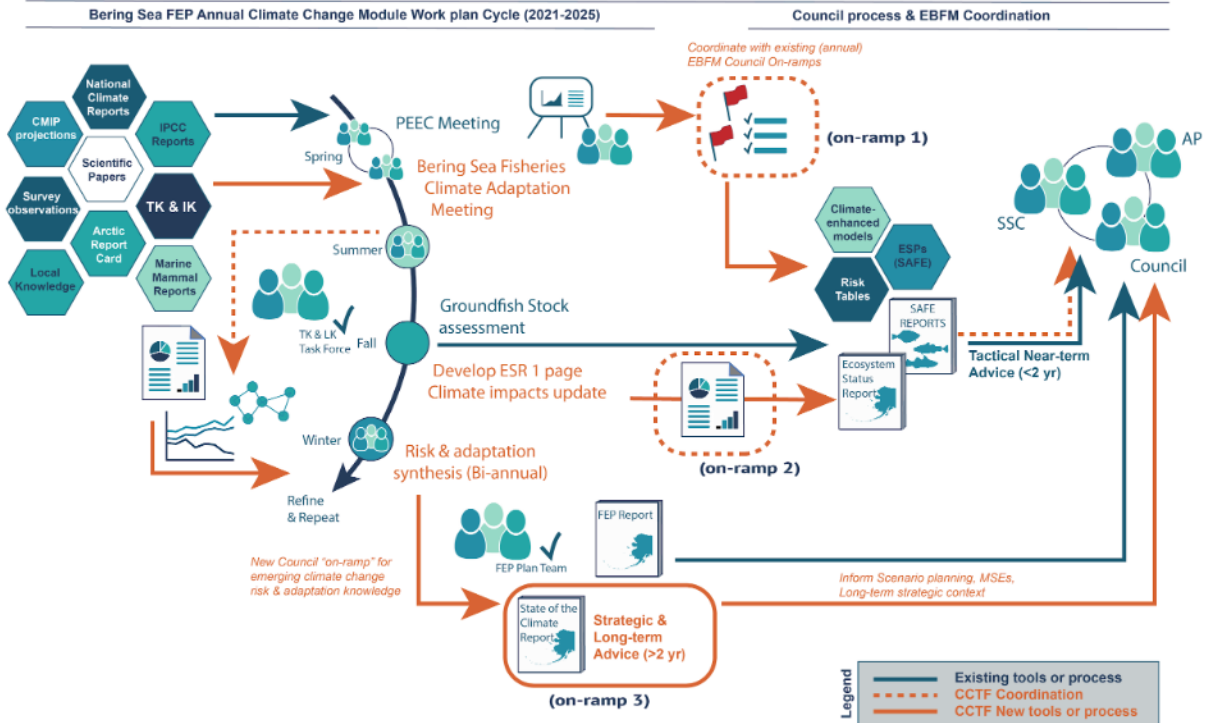 Bering Sea FEP Annual Climate Change Module Work plan Cycle (2021-2025)
Council process & EBFM Coordination
National
Climate
Reports
CMIP
projections
IPCC
Reports
Scientific
Papers
Survey
observations
TK & IK
Arctic
Report
Card
Local
Knowledge
Marine
Mammal
Reports
PEEC Meeting
Spring
Bering Sea Fisheries
Climate Adaptation
Meeting
Summer
TK & LK
Task Force
Fall
Groundfish Stock
assessment
Develop ESR 1 page
Climate impacts update
Winter
Risk & adaptation
synthesis (Bi-annual)
Refine
& Repeat
Coordinate with existing (annual)
EBFM Council On-ramps
(on-ramp 1)
Climate-
enhanced
models
ESPs
(SAFE)
Risk
Tables
SAFE
REPORTS
Ecosystem
Status
Report
(on-ramp 2)
AP
SSC
Council
Tactical Near-term
Advice (<2 yr)
New Council "on-ramp" for
emerging climate change
risk & adaptation knowledge
FEP Plan Team
FEP Report
State of the
Climate
Report
Strategic &
Long-term
Advice (>2 yr)
(on-ramp 3)
Inform Scenario planning, MSEs,
Long-term strategic context
Legend
Existing tools or process
CCTF Coordination
CCTF New tools or process